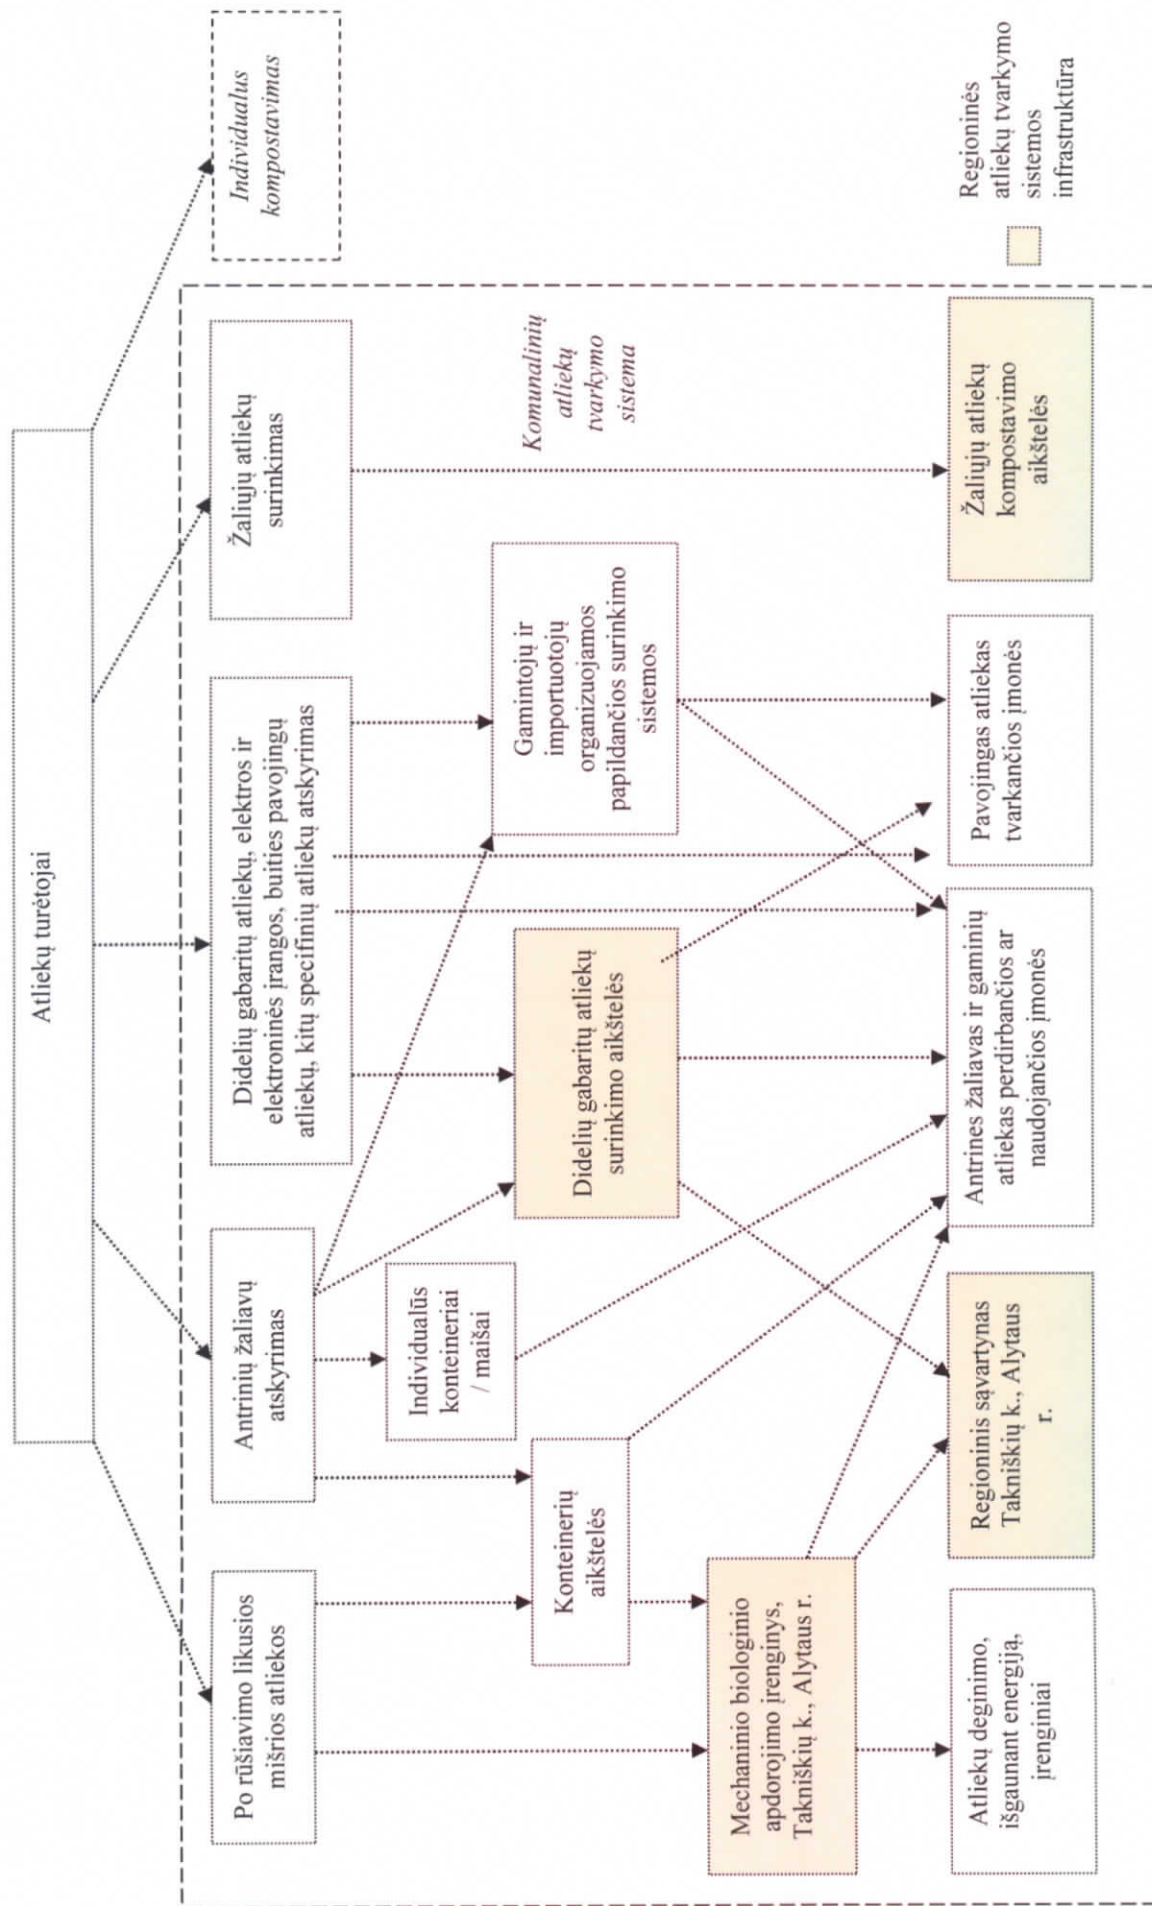 Atliekų turėtojai
Po rūšiavimo likusios
mišrios atliekos
Antrinių žaliavų
atskyrimas
Didelių gabaritų atliekų, elektros ir
elektroninės įrangos, buities pavojingų
atliekų, kitų specifinių atliekų atskyrimas
Žaliųjų atliekų
surinkimas
Individualus
kompostavimas
Individualūs
konteineriai
/ maišai
Konteinerių
aikštelės
Didelių gabaritų atliekų
surinkimo aikštelės
Gamintojų ir
importuotojų
organizuojamos
papildančios surinkimo
sistemos
Komunalinių
atliekų
tvarkymo
sistema
Mechaninio biologinio
apdorojimo įrenginys,
Takniškių k., Alytaus r.
Atliekų deginimo,
išgaunant energiją,
įrenginiai
Regioninis sąvartynas
Takniškių k., Alytaus
r.
Antrines žaliavas ir gaminių
atliekas perdirbančios ar
naudojančios įmonės
Pavojingas atliekas
tvarkančios įmonės
Žaliųjų atliekų
kompostavimo
aikštelės
Regioninės
atliekų tvarkymo
sistemos
infrastruktūra